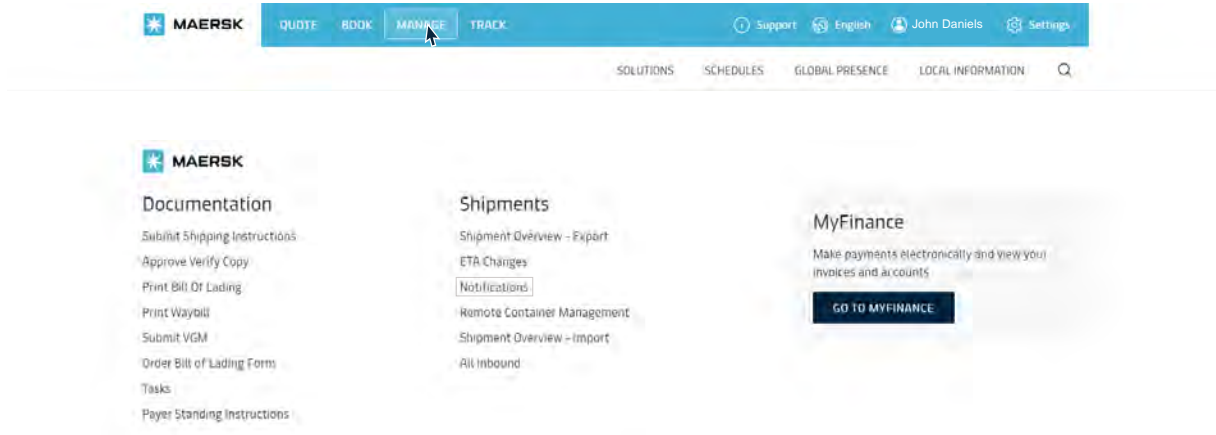 MAERSK QUOTE BOOK MANAGE TRACK Support English John Daniels Settings
SOLUTIONS SCHEDULES GLOBAL PRESENCE LOCAL INFORMATION
MAERSK
Documentation
Submit Shipping Instructions
Approve Verify Copy
Print Bill Of Lading
Print Waybill
Submit VGM
Order Bill of Lading Form
Tasks
Payer Standing Instructions
Shipments
Shipment Overview - Export
ETA Changes
Notifications
Remote Container Management
Shipment Overview - Import
All Inbound
MyFinance
Make payments electronically and view your
invoices and accounts
GO TO MYFINANCE